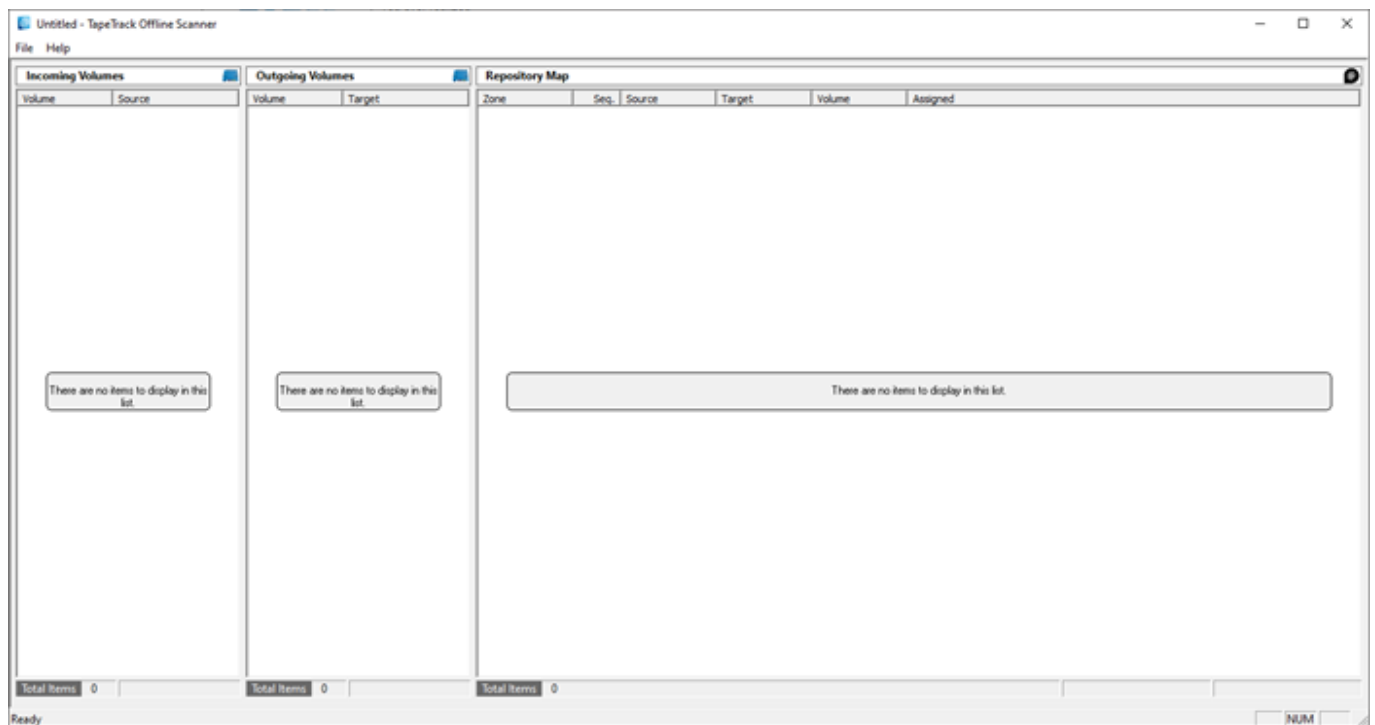 Untitled - TapeTrack Offline Scanner
File Help
Incoming Volumes
Outgoing Volumes
Repository Map
Volume Source
Volume Target
Zone Seq. Source Target Volume Assigned
There are no items to display in this
list.
There are no items to display in this
list.
There are no items to display in this list.
Total Items 0
Total Items 0
Total Items 0
Ready
NUM